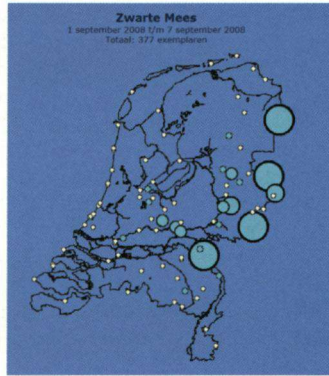 Zwarte Mees
1 september 2008 t/m 7 september 2008
Totaal: 377 exemplaren